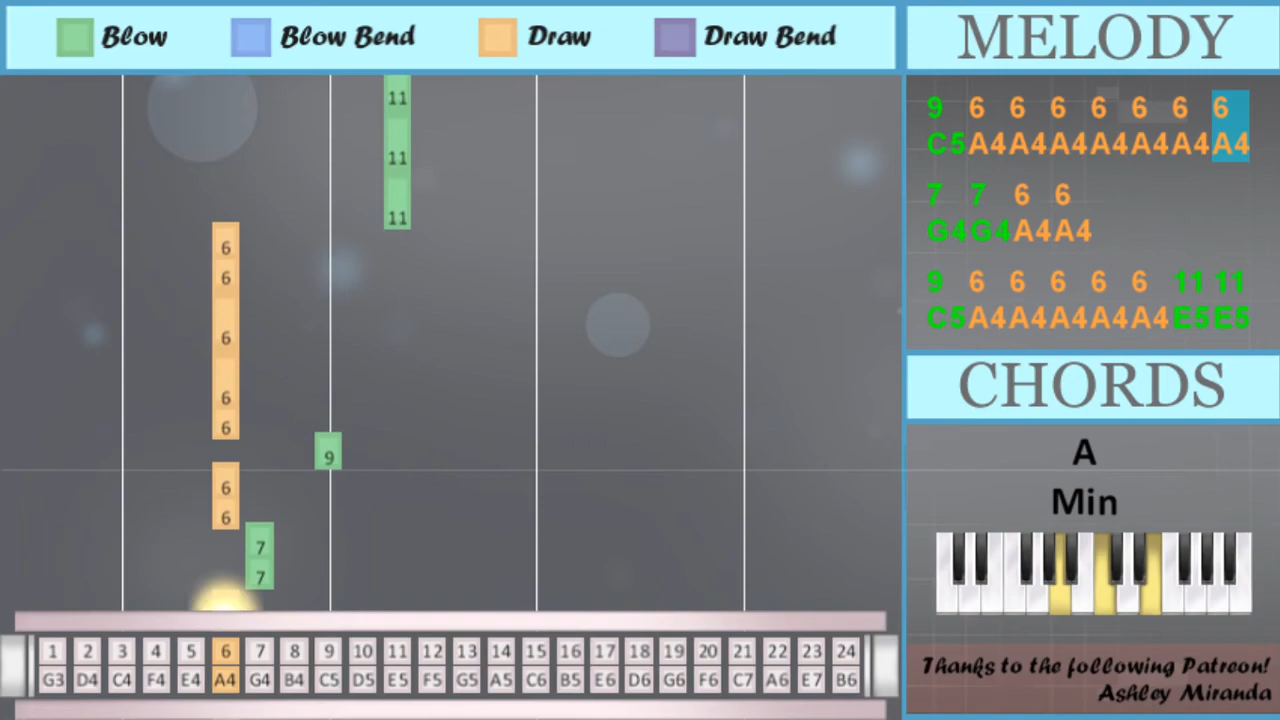 Blow Blow Bend Draw Draw Bend
MELODY
9 6 6 6 6 6 6 6
C5 A4 A4 A4 A4 A4 A4 A4
7 7 6 6
G4 G4 A4 A4
9 6 6 6 6 6 11 11
C5 A4 A4 A4 A4 A4 E5 E5
CHORDS
A
Min
Thanks to the following Patreon!
Ashley Miranda
11
11
11
6
6
6
6
6
9
6
6
7
7
1 2 3 4 5 6 7 8 9 10 11 12 13 14 15 16 17 18 19 20 21 22 23 24
G3 D4 C4 F4 E4 A4 G4 B4 C5 D5 E5 F5 G5 A5 C6 B5 E6 D6 G6 F6 C7 A6 E7 B6